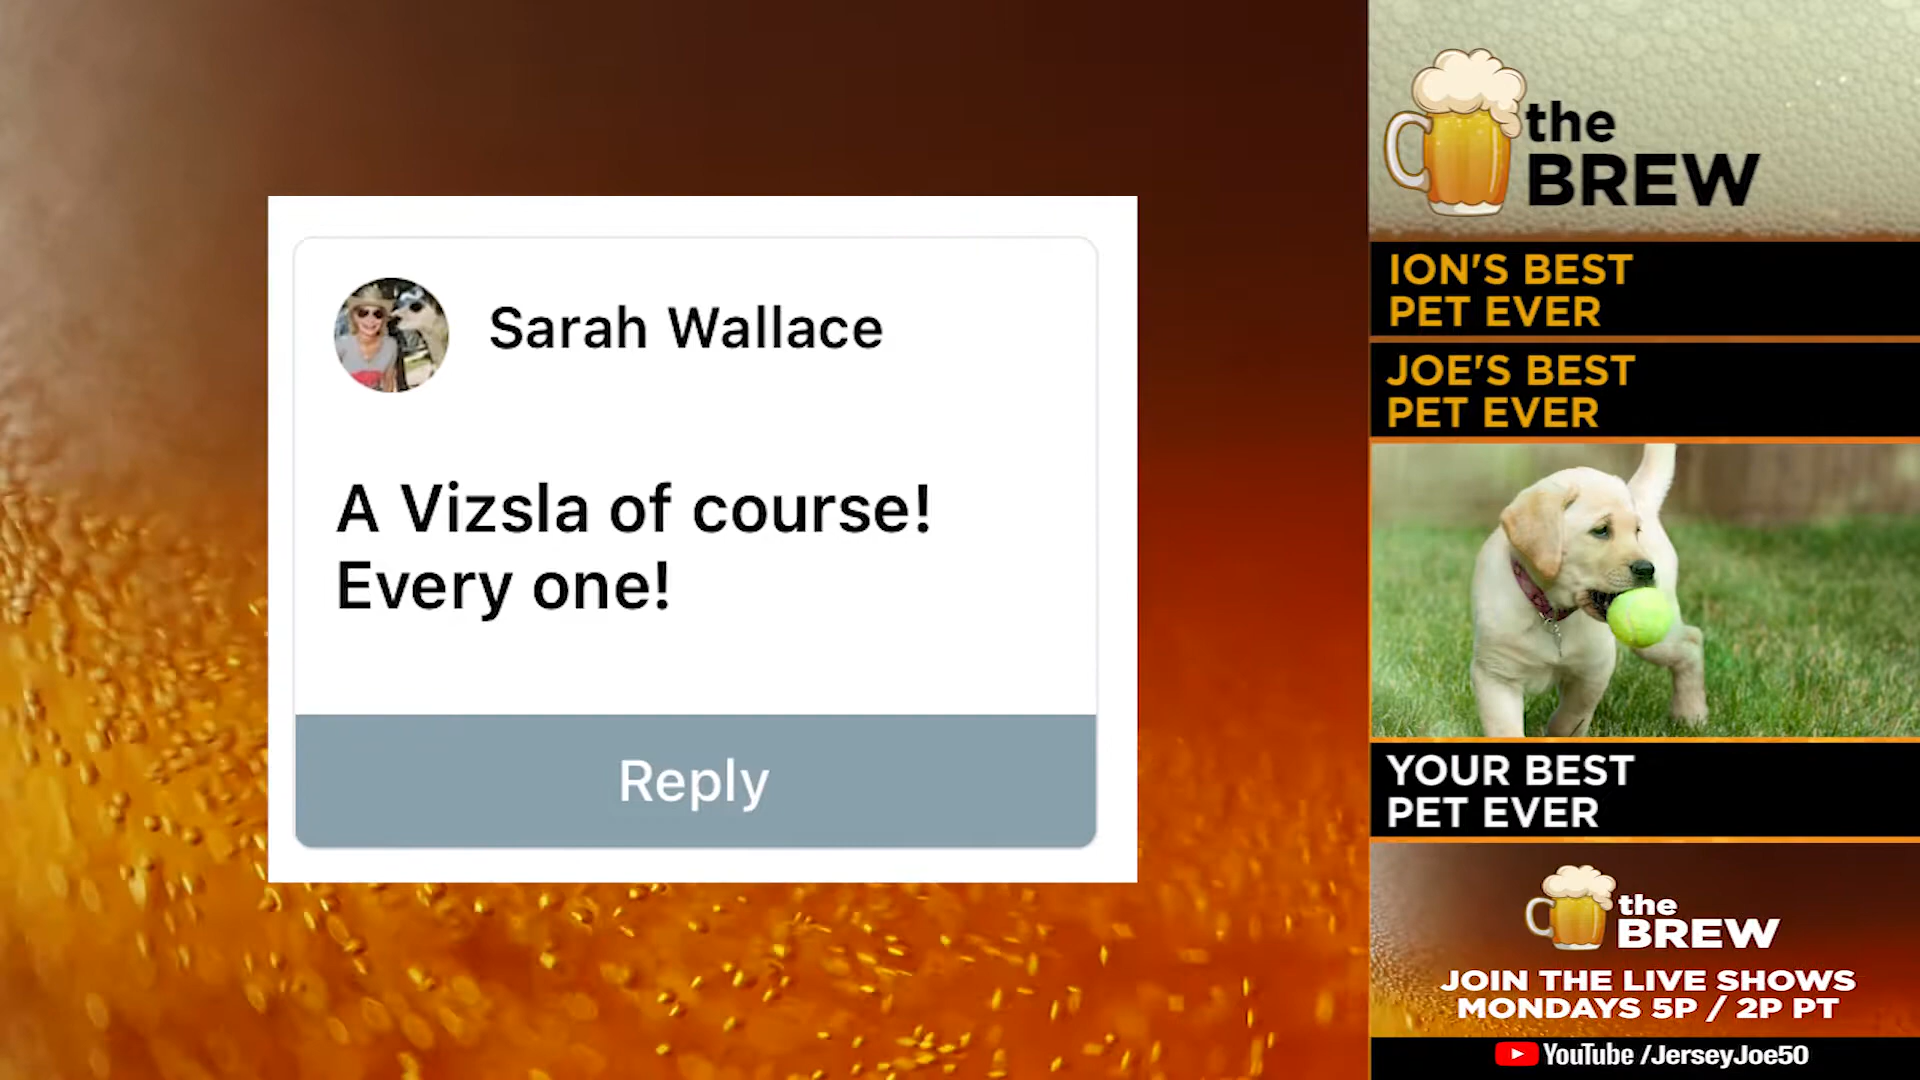 Sarah Wallace
A Vizsla of course!
Every one!
Reply
the
BREW
ION'S BEST
PET EVER
JOE'S BEST
PET EVER
YOUR BEST
PET EVER
the
BREW
JOIN THE LIVE SHOWS
MONDAYS 5P / 2P PT
YouTube /JerseyJoe50